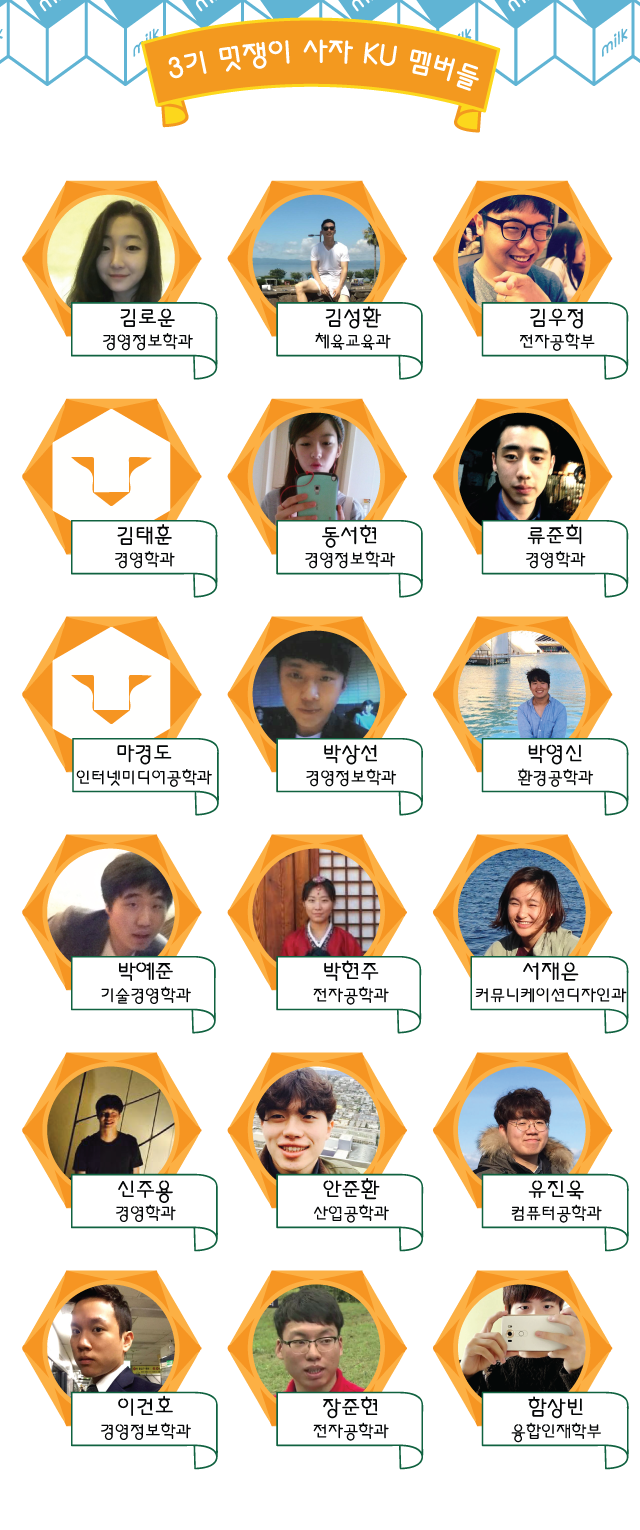 milk
milk
milk
milk
3기 멋쟁이 사자 KU 멤버들
김로운
경영정보학과
김성환
체육교육과
김우정
전자공학부
김태훈
경영학과
동서현
경영정보학과
류준희
경영학과
마경도
인터넷미디어공학과
박상선
경영정보학과
박영신
환경공학과
박예준
기술경영학과
박현주
전자공학과
서재은
커뮤니케이션디자인과
신주용
경영학과
안준환
산업공학과
유진욱
컴퓨터공학과
이건호
경영정보학과
장준현
전자공학과
함상빈
융합인재학부